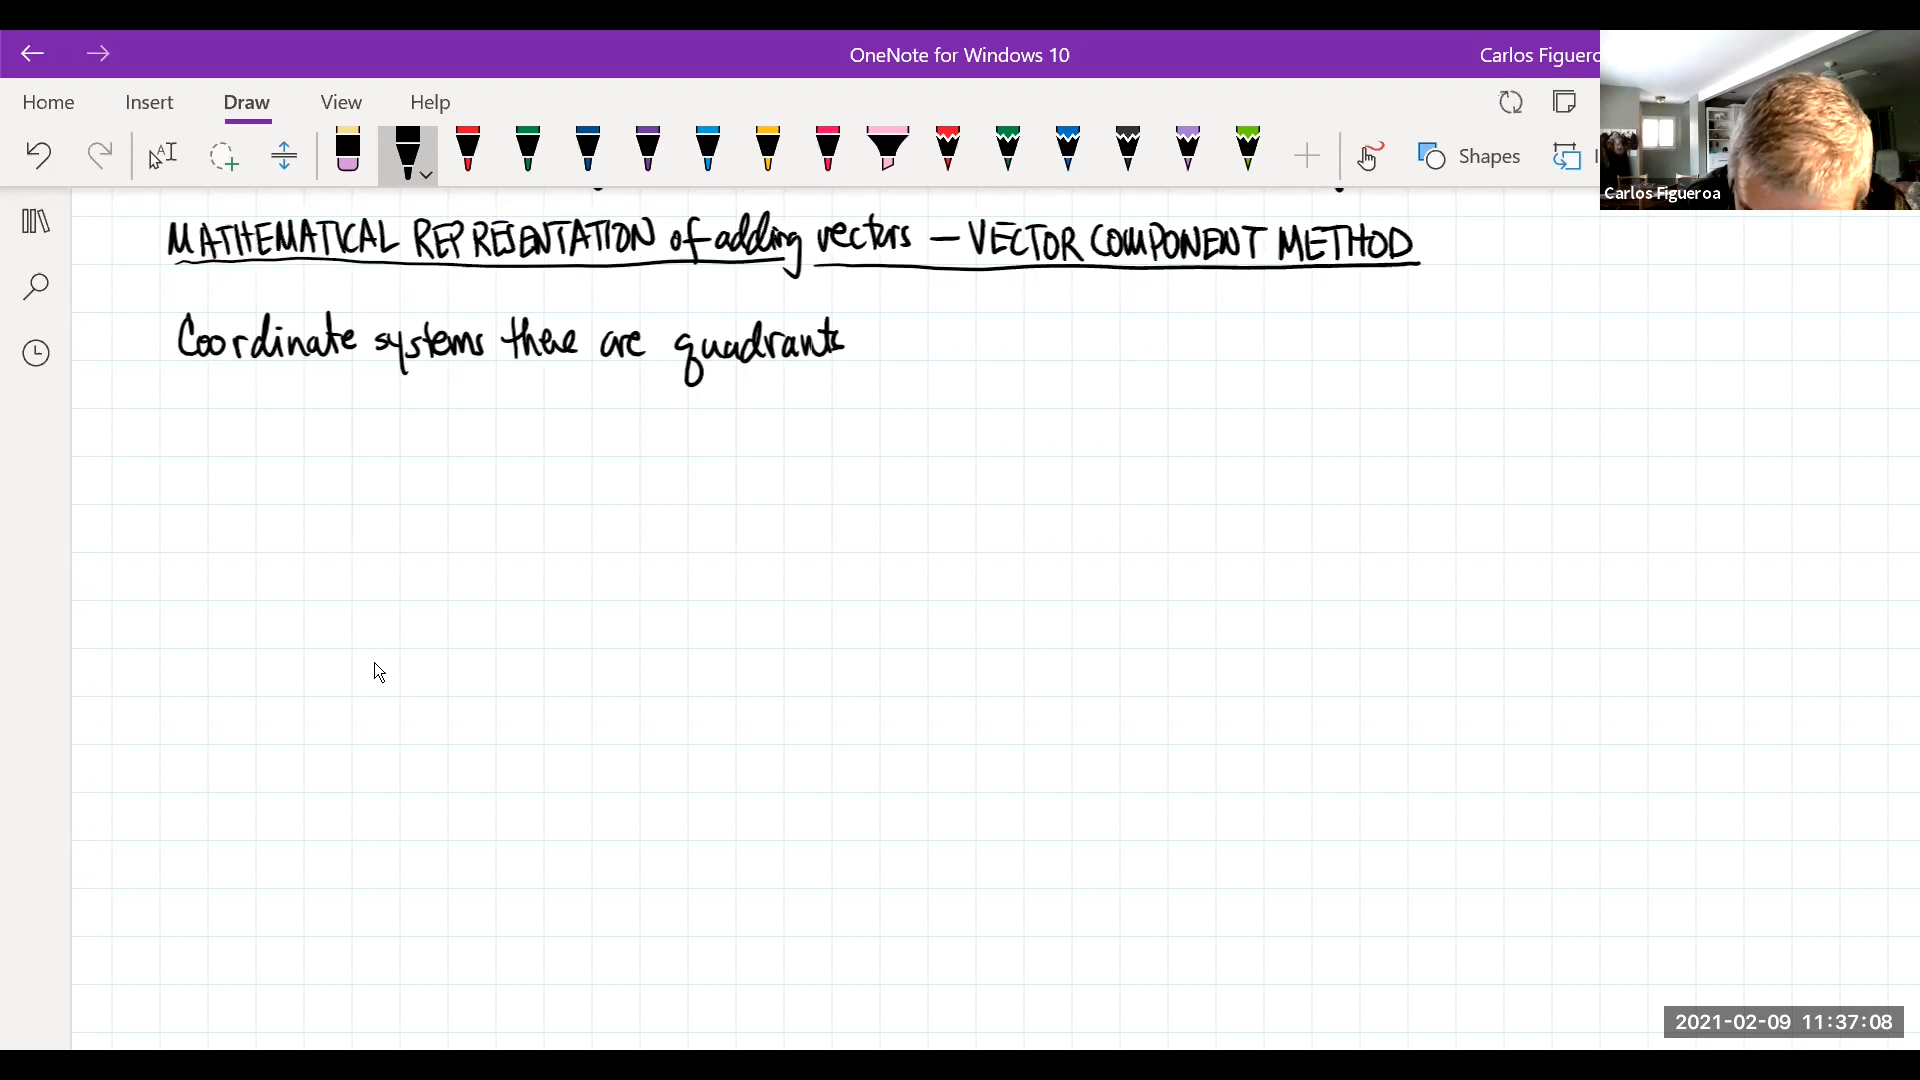 OneNote for Windows 10
Carlos Figuero
Home Insert Draw View Help
Shapes
Carlos Figueroa
MATHEMATICAL REPRESENTATION of adding vectors — VECTOR COMPONENT METHOD
Coordinate systems there are quadrants
2021-02-09 11:37:08